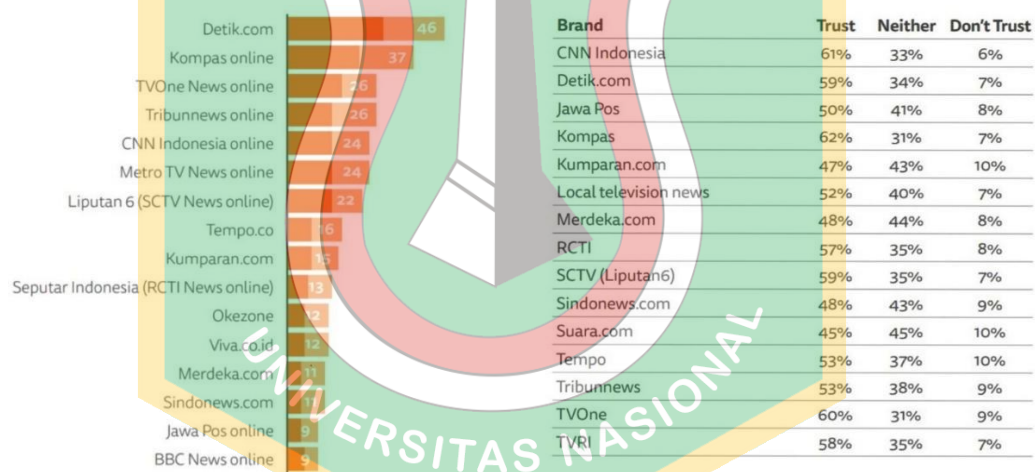 Detik.com 46
Kompas online 37
TVOne News online 26
Tribunnews online 26
CNN Indonesia online 24
Metro TV News online 24
Liputan 6 (SCTV News online) 22
Tempo.co 16
Kumparan.com 15
Seputar Indonesia (RCTI News online) 13
Okezone 12
Viva.co.id 12
Merdeka.com 11
Sindonews.com 11
Jawa Pos online 9
BBC News online 9
Brand Trust Neither Don't Trust
CNN Indonesia 61% 33% 6%
Detik.com 59% 34% 7%
Jawa Pos 50% 41% 8%
Kompas 62% 31% 7%
Kumparan.com 47% 43% 10%
Local television news 52% 40% 7%
Merdeka.com 48% 44% 8%
RCTI 57% 35% 8%
SCTV (Liputan6) 59% 35% 7%
Sindonews.com 48% 43% 9%
Suara.com 45% 45% 10%
Tempo 53% 37% 10%
Tribunnews 53% 38% 9%
TVOne 60% 31% 9%
TVRI 58% 35% 7%
UNIVERSITAS NASIONAL